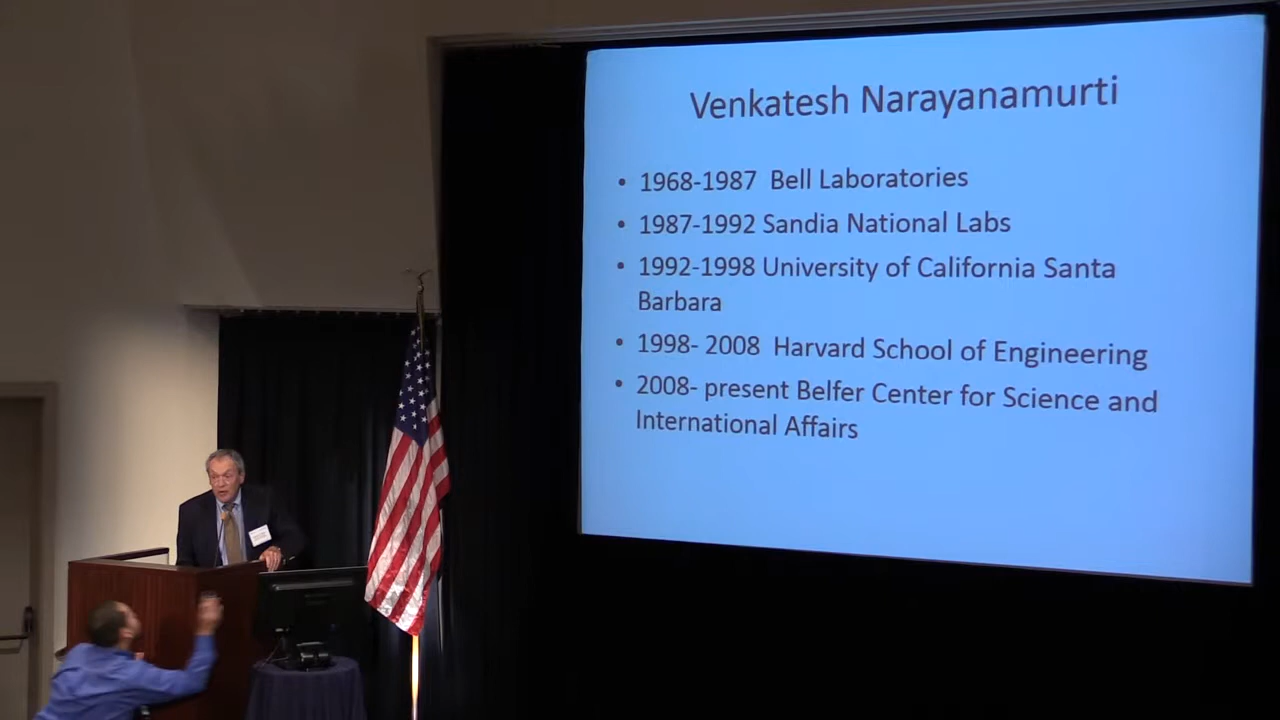 Venkatesh Narayanamurti
• 1968-1987 Bell Laboratories
• 1987-1992 Sandia National Labs
• 1992-1998 University of California Santa
Barbara
• 1998- 2008 Harvard School of Engineering
• 2008- present Belfer Center for Science and
International Affairs